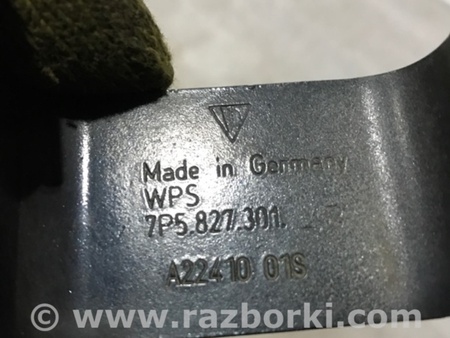 Made in Germany
WPS
7P5.827.301.
A22410 01S
© www.razborki.com